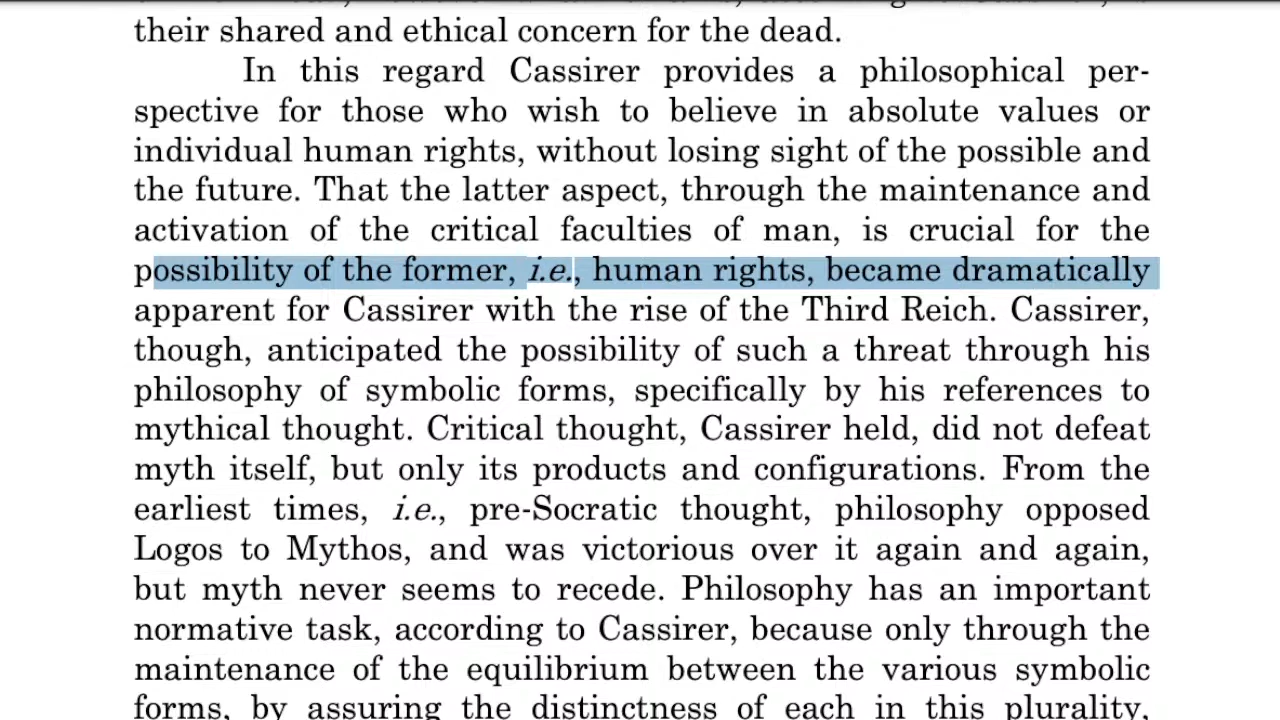 their shared and ethical concern for the dead.
In this regard Cassirer provides a philosophical per-
spective for those who wish to believe in absolute values or
individual human rights, without losing sight of the possible and
the future. That the latter aspect, through the maintenance and
activation of the critical faculties of man, is crucial for the
possibility of the former, i.e., human rights, became dramatically
apparent for Cassirer with the rise of the Third Reich. Cassirer,
though, anticipated the possibility of such a threat through his
philosophy of symbolic forms, specifically by his references to
mythical thought. Critical thought, Cassirer held, did not defeat
myth itself, but only its products and configurations. From the
earliest times, i.e., pre-Socratic thought, philosophy opposed
Logos to Mythos, and was victorious over it again and again,
but myth never seems to recede. Philosophy has an important
normative task, according to Cassirer, because only through the
maintenance of the equilibrium between the various symbolic
forms, by assuring the distinctness of each in this plurality,